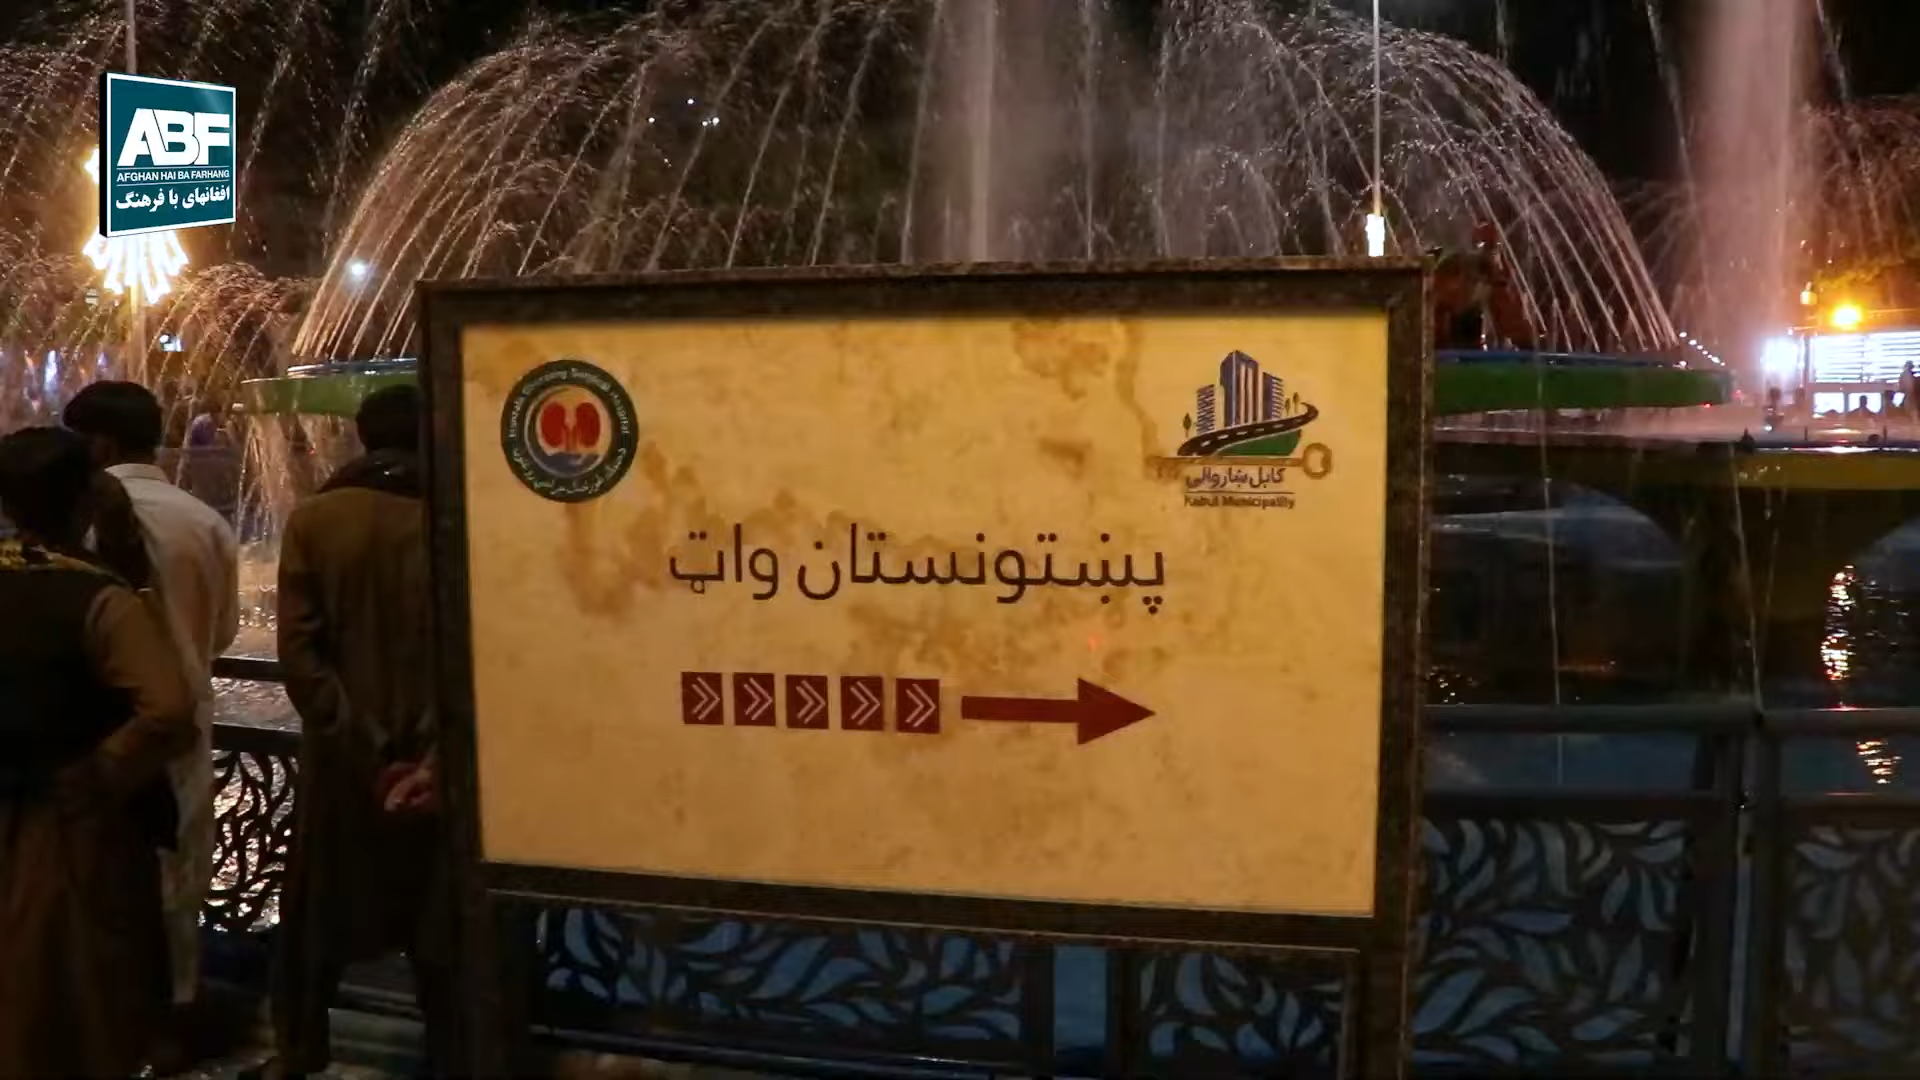 ABF
AFGHAN HAI BA FARHANG
افغانهای با فرهنگ
کابل ښاروالی
Kabul Municipality
پښتونستان واټ